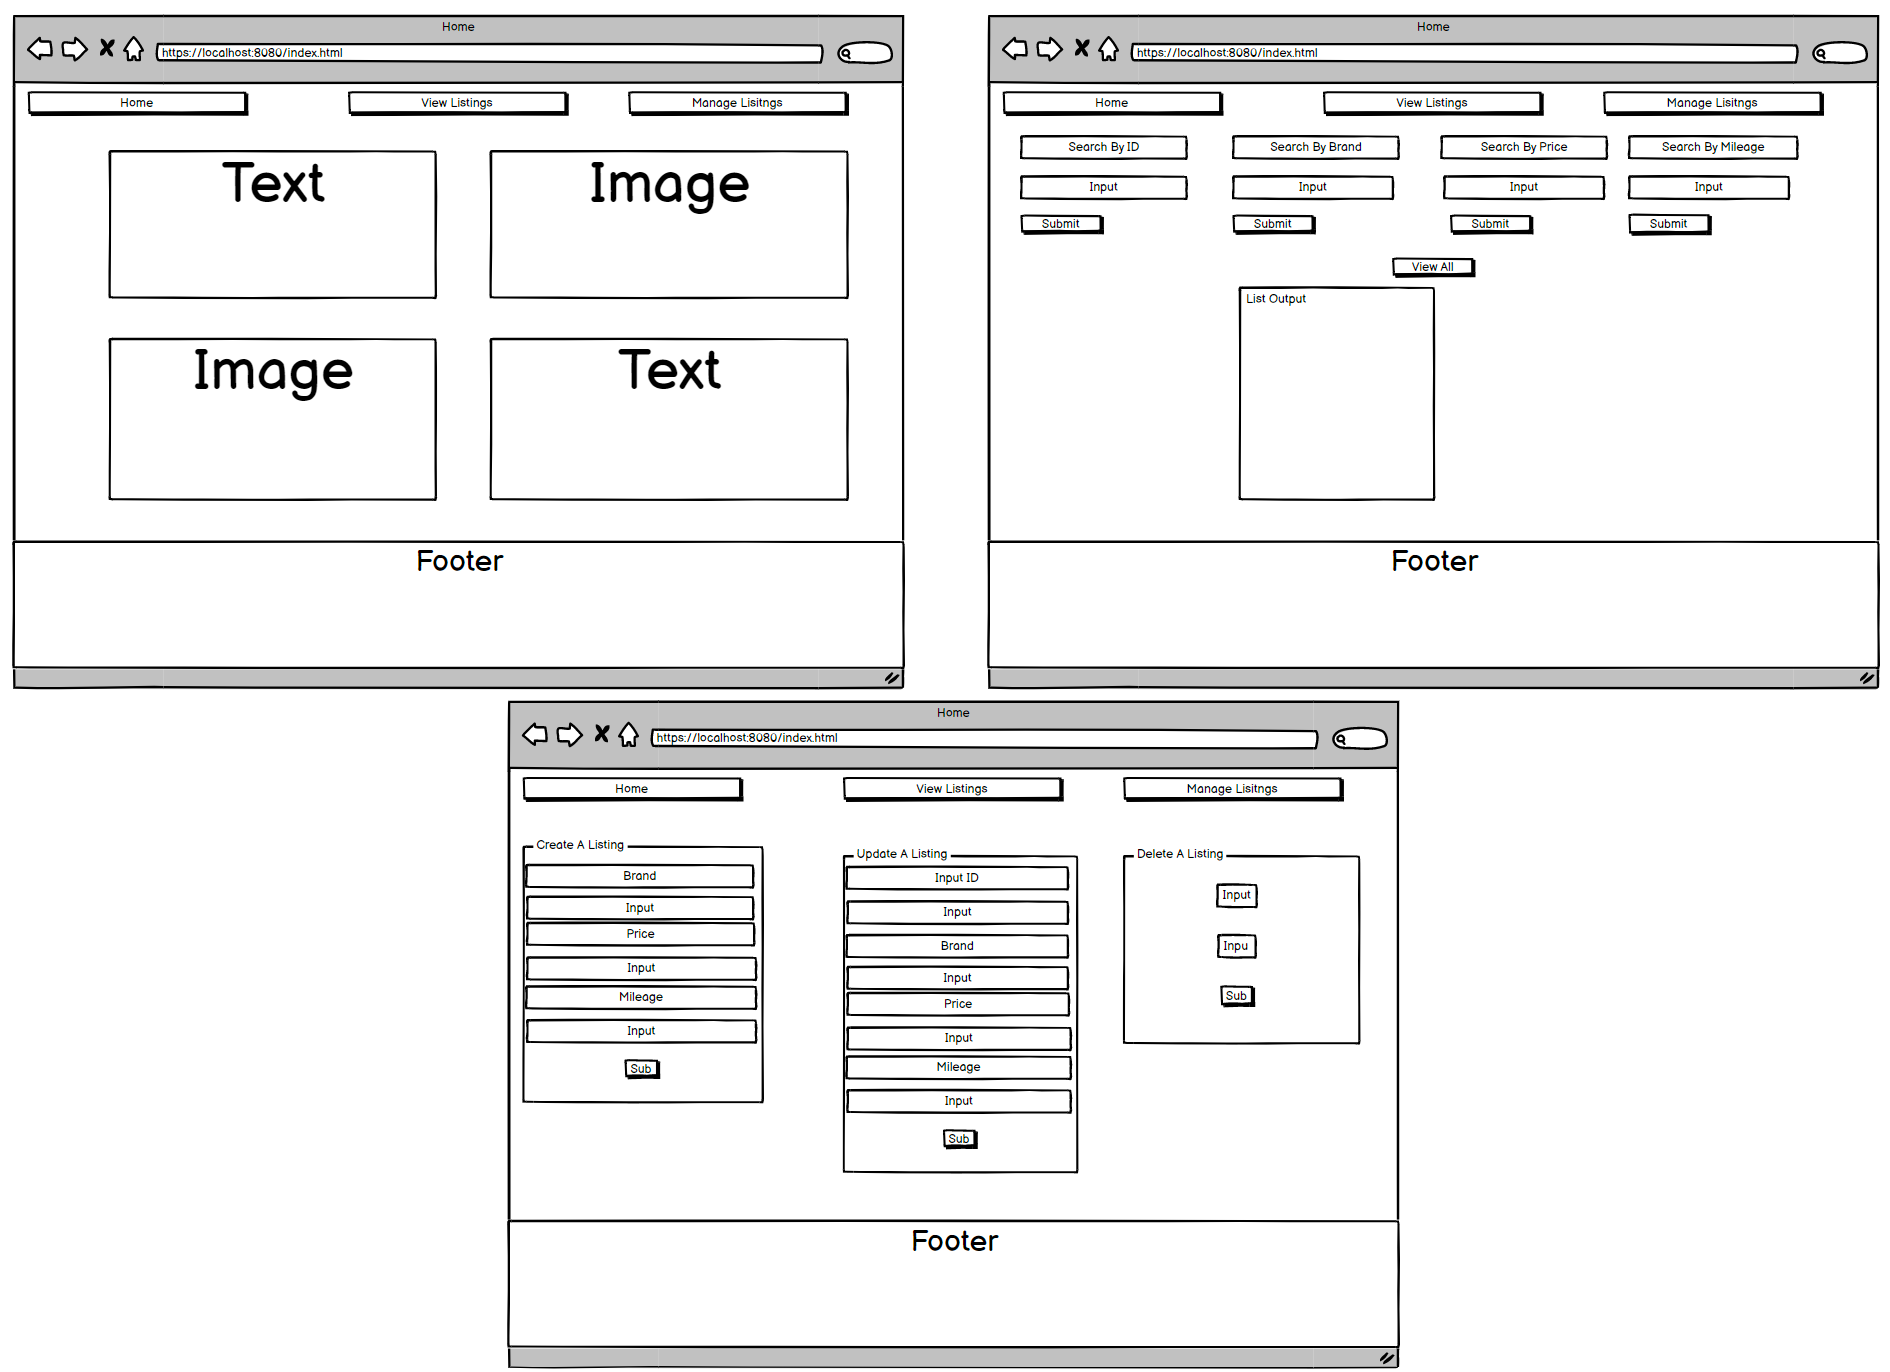 Home
https://localhost:8080/index.html
Home
View Listings
Manage Lisitngs
Text
Image
Image
Text
Footer
Home
https://localhost:8080/index.html
Home
View Listings
Manage Lisitngs
Search By ID
Search By Brand
Search By Price
Search By Mileage
Input
Input
Input
Input
Submit
Submit
Submit
Submit
View All
List Output
Footer
Home
https://localhost:8080/index.html
Home
View Listings
Manage Lisitngs
Create A Listing
Brand
Input
Price
Input
Mileage
Input
Sub
Update A Listing
Input ID
Input
Brand
Input
Price
Input
Mileage
Input
Sub
Delete A Listing
Input
Inpu
Sub
Footer